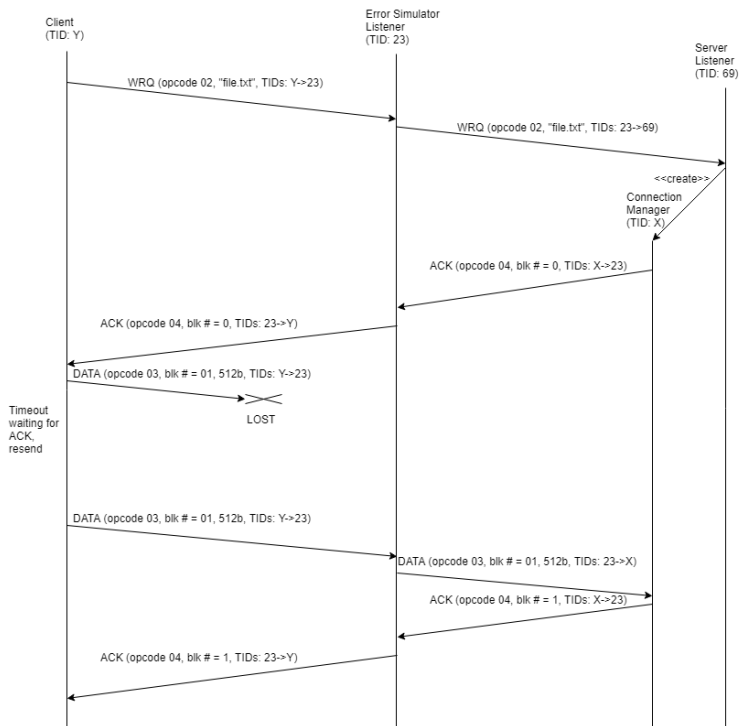 Client
(TID: Y)
Error Simulator
Listener
(TID: 23)
Server
Listener
(TID: 69)
WRQ (opcode 02, "file.txt", TIDs: Y->23)
WRQ (opcode 02, "file.txt", TIDs: 23->69)
<<create>>
Connection
Manager
(TID: X)
ACK (opcode 04, blk # = 0, TIDs: X->23)
ACK (opcode 04, blk # = 0, TIDs: 23->Y)
DATA (opcode 03, blk # = 01, 512b, TIDs: Y->23)
LOST
Timeout
waiting for
ACK,
resend
DATA (opcode 03, blk # = 01, 512b, TIDs: Y->23)
DATA (opcode 03, blk # = 01, 512b, TIDs: 23->X)
ACK (opcode 04, blk # = 1, TIDs: X->23)
ACK (opcode 04, blk # = 1, TIDs: 23->Y)